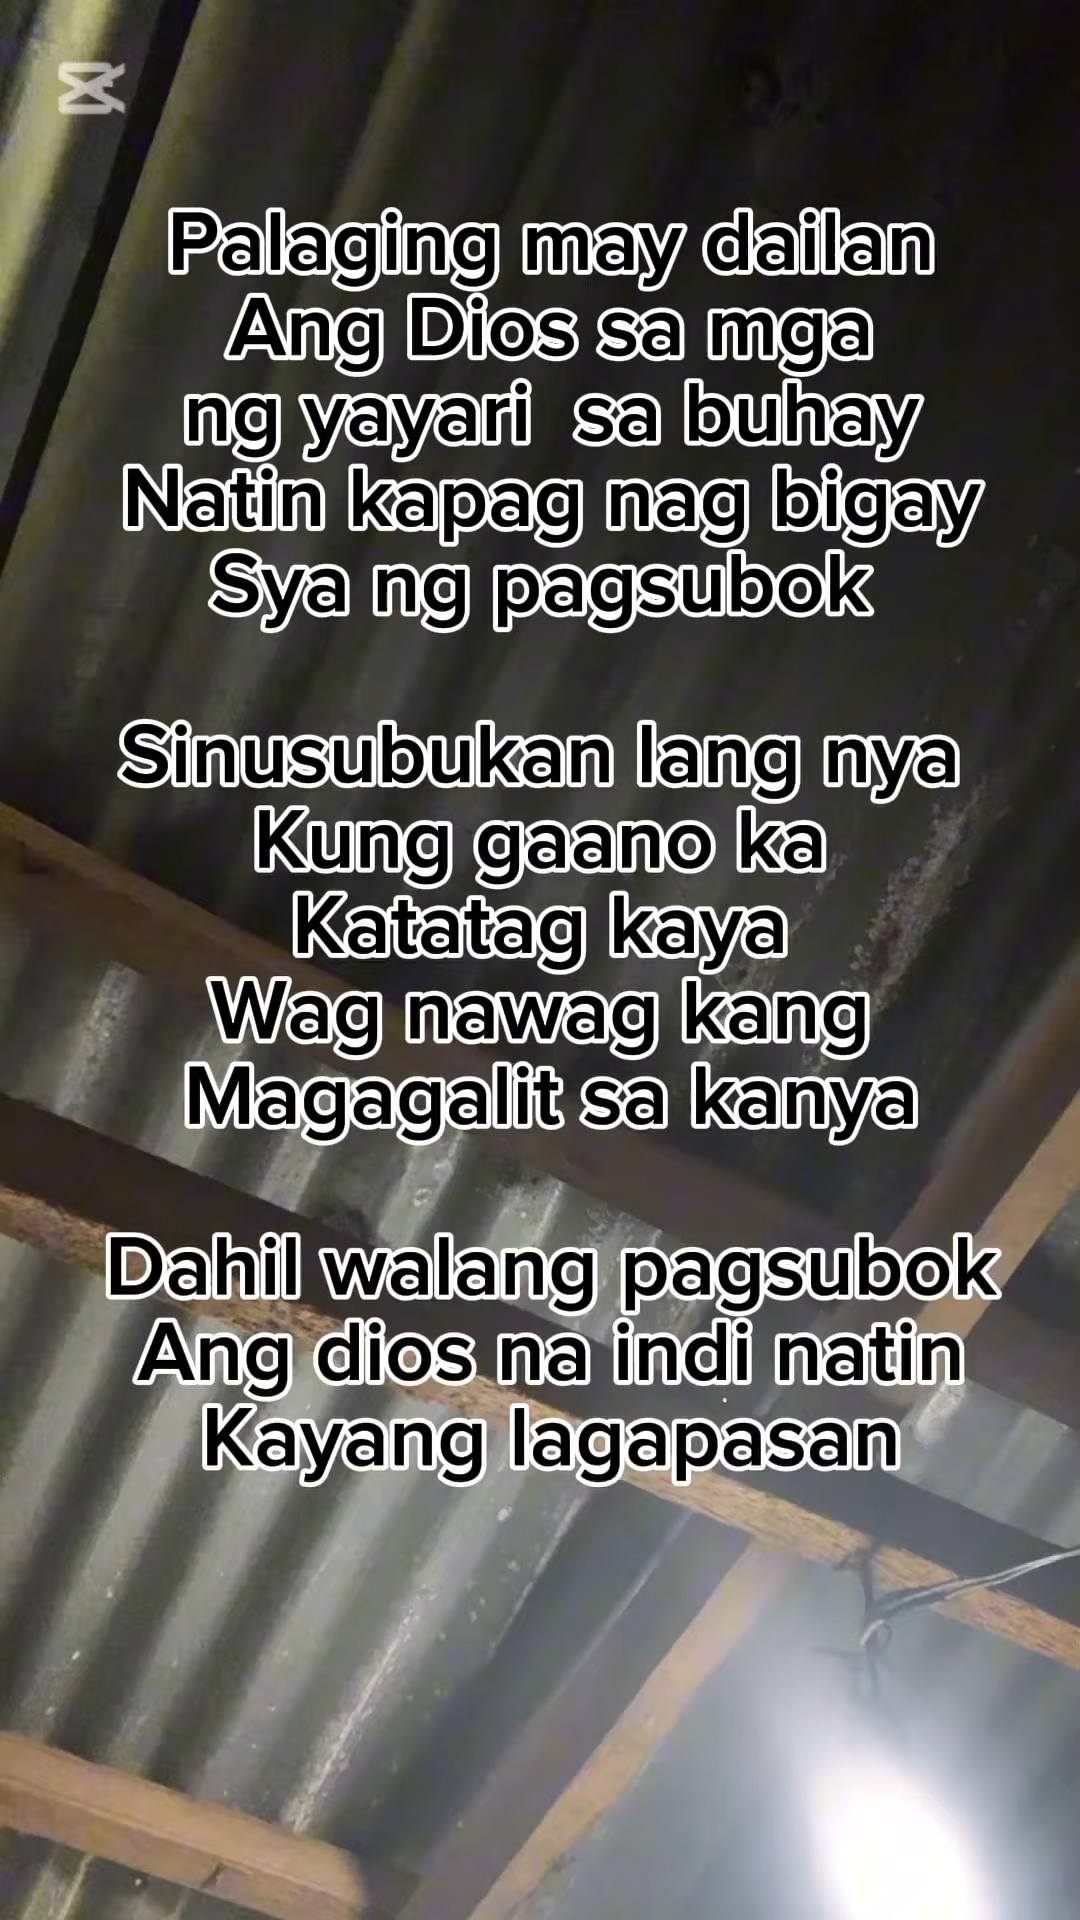 Palaging may dailan
Ang Dios sa mga
ng yayari sa buhay
Natin kapag nag bigay
Sya ng pagsubok
Sinusubukan lang nya
Kung gaano ka
Katatag kaya
Wag nawag kang
Magagalit sa kanya
Dahil walang pagsubok
Ang dios na indi natin
Kayang lagapasan